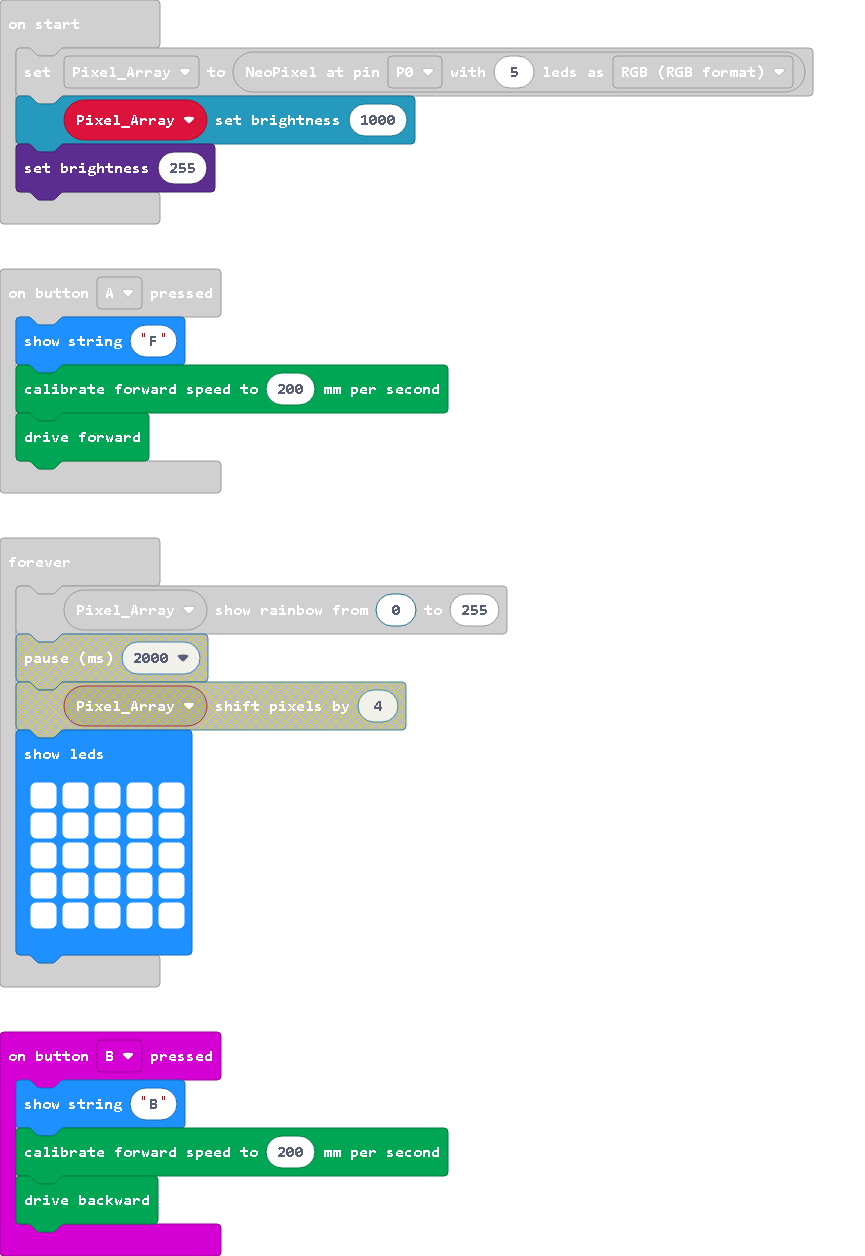 on start
set Pixel_Array to NeoPixel at pin P0 with 5 leds as RGB (RGB format)
Pixel_Array set brightness 1000
set brightness 255
on button A pressed
show string "F"
calibrate forward speed to 200 mm per second
drive forward
forever
Pixel_Array show rainbow from 0 to 255
pause (ms) 2000
Pixel_Array shift pixels by 4
show leds
on button B pressed
show string "B"
calibrate forward speed to 200 mm per second
drive backward